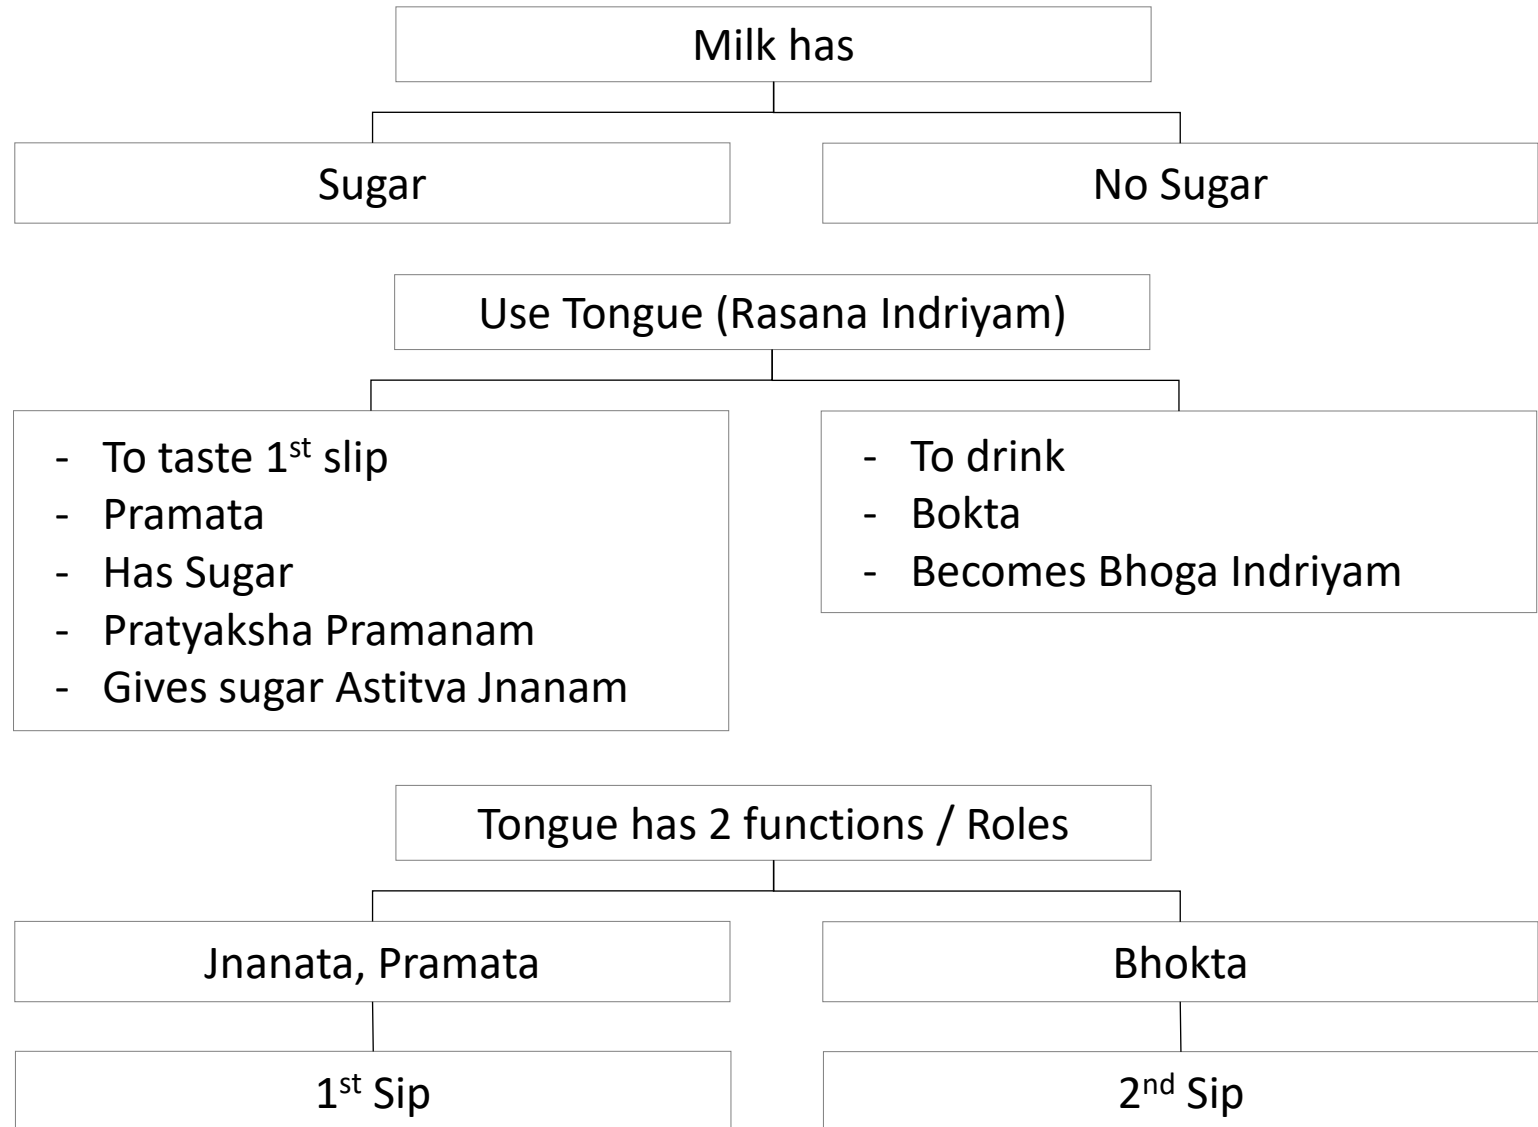 Milk has
Sugar
No Sugar
Use Tongue (Rasana Indriyam)
- To taste 1st slip
- Pramata
- Has Sugar
- Pratyaksha Pramanam
- Gives sugar Astitva Jnanam
- To drink
- Bokta
- Becomes Bhoga Indriyam
Tongue has 2 functions / Roles
Jnanata, Pramata
Bhokta
1st Sip
2nd Sip